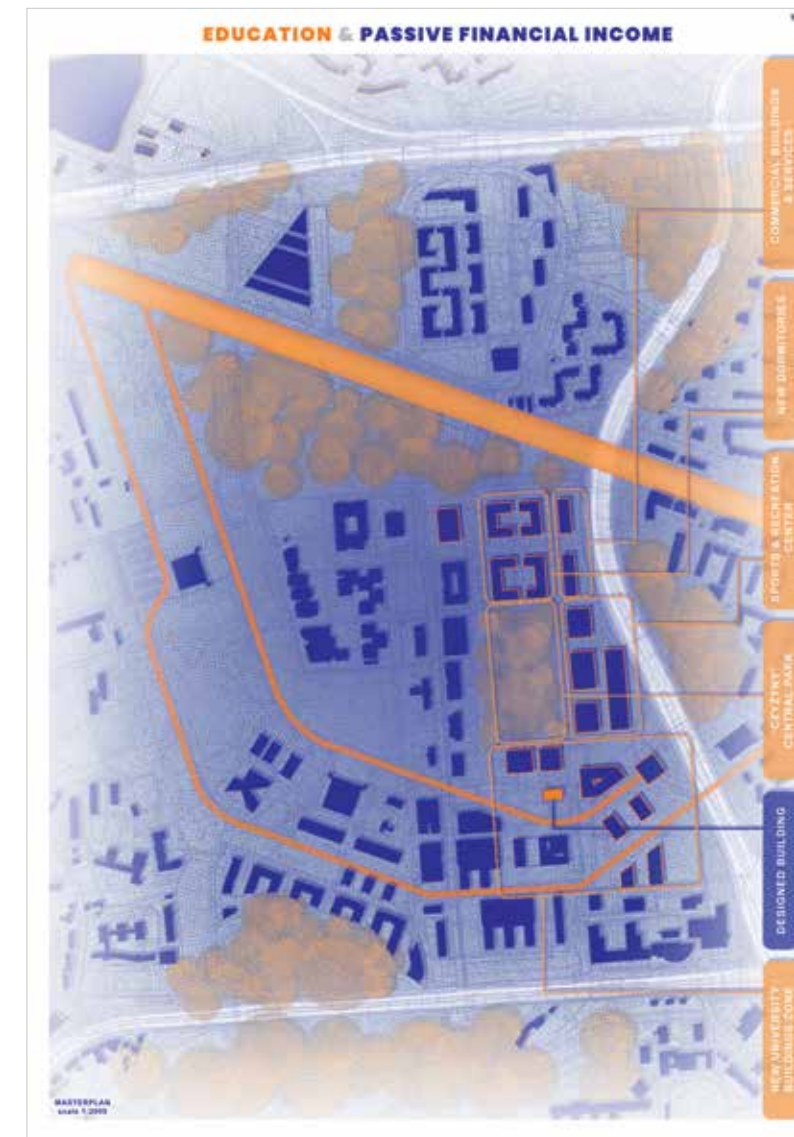 EDUCATION & PASSIVE FINANCIAL INCOME
COMMERCIAL BUILDINGS
& SERVICES
NEW DORMITORIES
SPORTS & RECREATION
CENTER
"CZYŻYNY"
CENTRAL PARK
DESIGNED BUILDING
NEW UNIVERSITY
BUILDINGS ZONE
MASTERPLAN
scale 1:2000